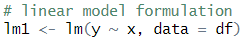 # linear model formulation
lm1 <- lm(y ~ x, data = df)